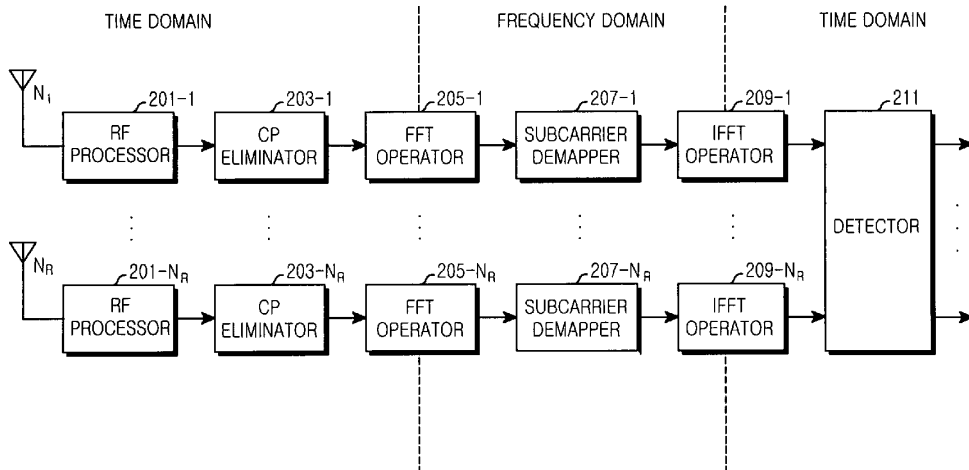 TIME DOMAIN
FREQUENCY DOMAIN
TIME DOMAIN
N1
201-1
203-1
205-1
207-1
209-1
211
RF
PROCESSOR
CP
ELIMINATOR
FFT
OPERATOR
SUBCARRIER
DEMAPPER
IFFT
OPERATOR
DETECTOR
NR
201-NR
203-NR
205-NR
207-NR
209-NR
RF
PROCESSOR
CP
ELIMINATOR
FFT
OPERATOR
SUBCARRIER
DEMAPPER
IFFT
OPERATOR